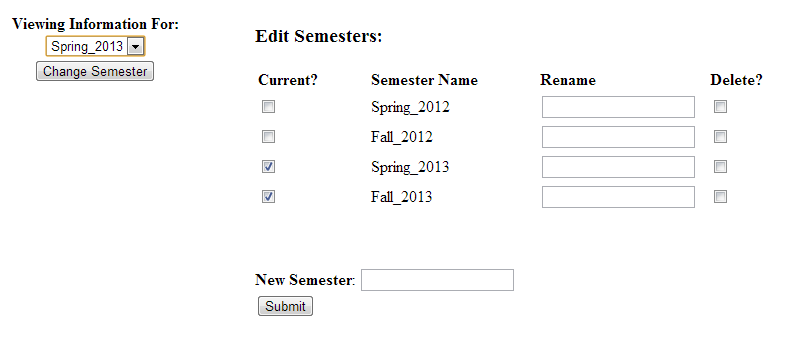 Viewing Information For:
Spring_2013
Change Semester
Edit Semesters:
Current? Semester Name Rename Delete?
Spring_2012
Fall_2012
Spring_2013
Fall_2013
New Semester:
Submit